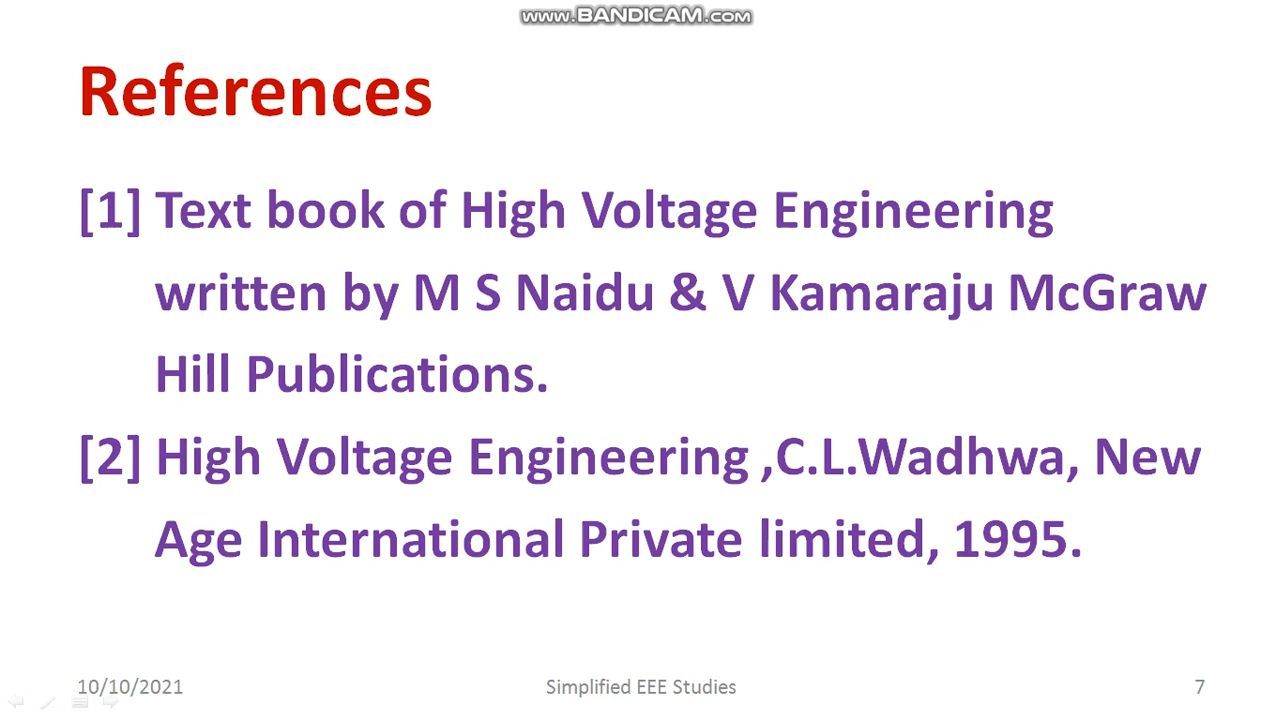 www.BANDICAM.com
References
[1] Text book of High Voltage Engineering
written by M S Naidu & V Kamaraju McGraw
Hill Publications.
[2] High Voltage Engineering ,C.L.Wadhwa, New
Age International Private limited, 1995.
10/10/2021
Simplified EEE Studies
7